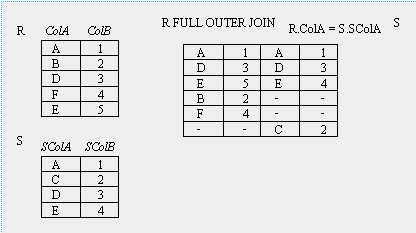 R ColA ColB
A 1
B 2
D 3
F 4
E 5
S SColA SColB
A 1
C 2
D 3
E 4
R FULL OUTER JOIN R.ColA = S.SColA S
A 1 A 1
D 3 D 3
E 5 E 4
B 2 - -
F 4 - -
- - C 2